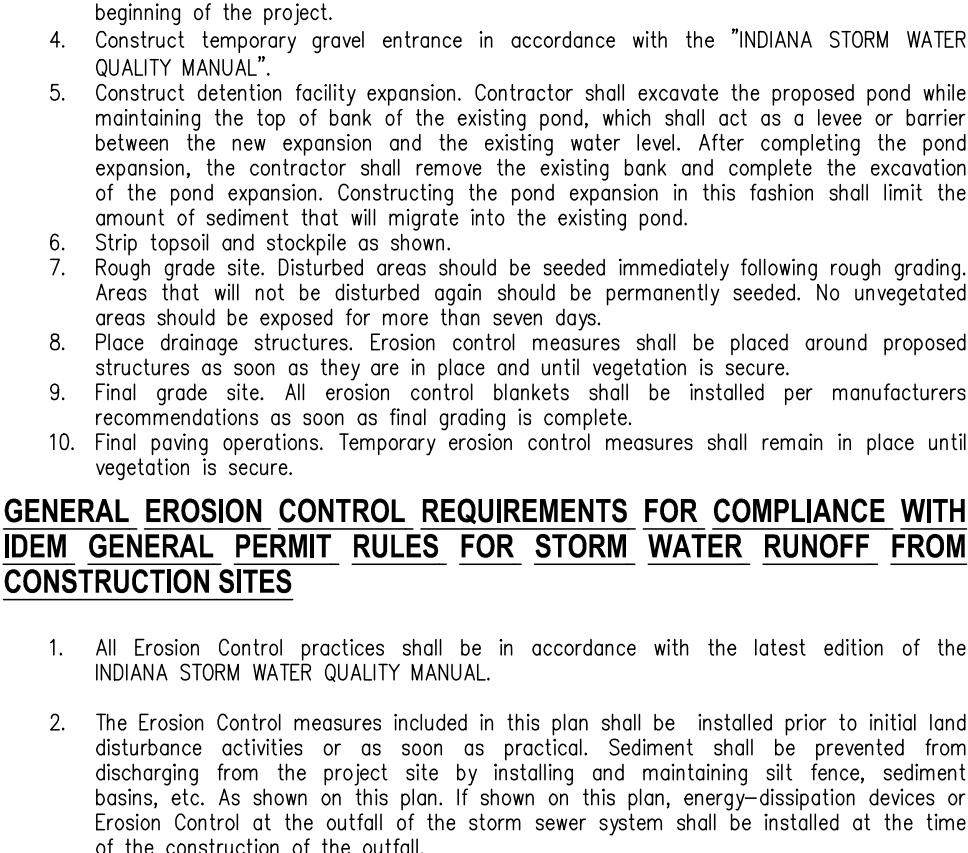 beginning of the project.
4. Construct temporary gravel entrance in accordance with the "INDIANA STORM WATER
QUALITY MANUAL".
5. Construct detention facility expansion. Contractor shall excavate the proposed pond while
maintaining the top of bank of the existing pond, which shall act as a levee or barrier
between the new expansion and the existing water level. After completing the pond
expansion, the contractor shall remove the existing bank and complete the excavation
of the pond expansion. Constructing the pond expansion in this fashion shall limit the
amount of sediment that will migrate into the existing pond.
6. Strip topsoil and stockpile as shown.
7. Rough grade site. Disturbed areas should be seeded immediately following rough grading.
Areas that will not be disturbed again should be permanently seeded. No unvegetated
areas should be exposed for more than seven days.
8. Place drainage structures. Erosion control measures shall be placed around proposed
structures as soon as they are in place and until vegetation is secure.
9. Final grade site. All erosion control blankets shall be installed per manufacturers
recommendations as soon as final grading is complete.
10. Final paving operations. Temporary erosion control measures shall remain in place until
vegetation is secure.
GENERAL EROSION CONTROL REQUIREMENTS FOR COMPLIANCE WITH
IDEM GENERAL PERMIT RULES FOR STORM WATER RUNOFF FROM
CONSTRUCTION SITES
1. All Erosion Control practices shall be in accordance with the latest edition of the
INDIANA STORM WATER QUALITY MANUAL.
2. The Erosion Control measures included in this plan shall be installed prior to initial land
disturbance activities or as soon as practical. Sediment shall be prevented from
discharging from the project site by installing and maintaining silt fence, sediment
basins, etc. As shown on this plan. If shown on this plan, energy-dissipation devices or
Erosion Control at the outfall of the storm sewer system shall be installed at the time
of the construction of the outfall.